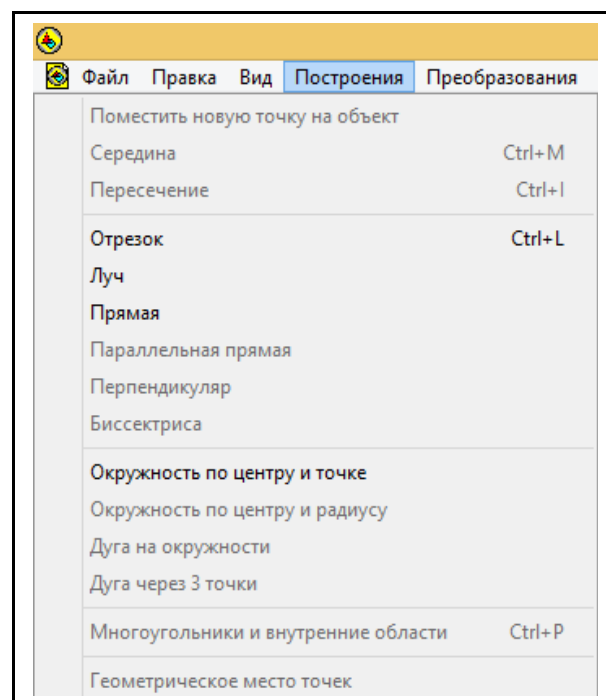 Файл Правка Вид Построения Преобразования
Поместить новую точку на объект
Середина Ctrl+M
Пересечение Ctrl+I
Отрезок Ctrl+L
Луч
Прямая
Параллельная прямая
Перпендикуляр
Биссектриса
Окружность по центру и точке
Окружность по центру и радиусу
Дуга на окружности
Дуга через 3 точки
Многоугольники и внутренние области Ctrl+P
Геометрическое место точек